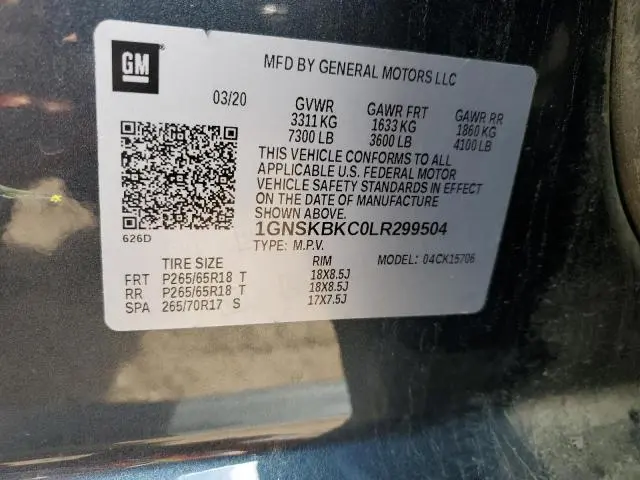 GM
MFD BY GENERAL MOTORS LLC
03/20 GVWR GAWR FRT GAWR RR
3311 KG 1633 KG 1860 KG
7300 LB 3600 LB 4100 LB
THIS VEHICLE CONFORMS TO ALL
APPLICABLE U.S. FEDERAL MOTOR
VEHICLE SAFETY STANDARDS IN EFFECT
ON THE DATE OF MANUFACTURE
SHOWN ABOVE.
626D
1GNSKBKC0LR299504
TYPE: M.P.V. MODEL: 04CK15706
TIRE SIZE RIM
FRT P265/65R18 T 18X8.5J
RR P265/65R18 T 18X8.5J
SPA 265/70R17 S 17X7.5J